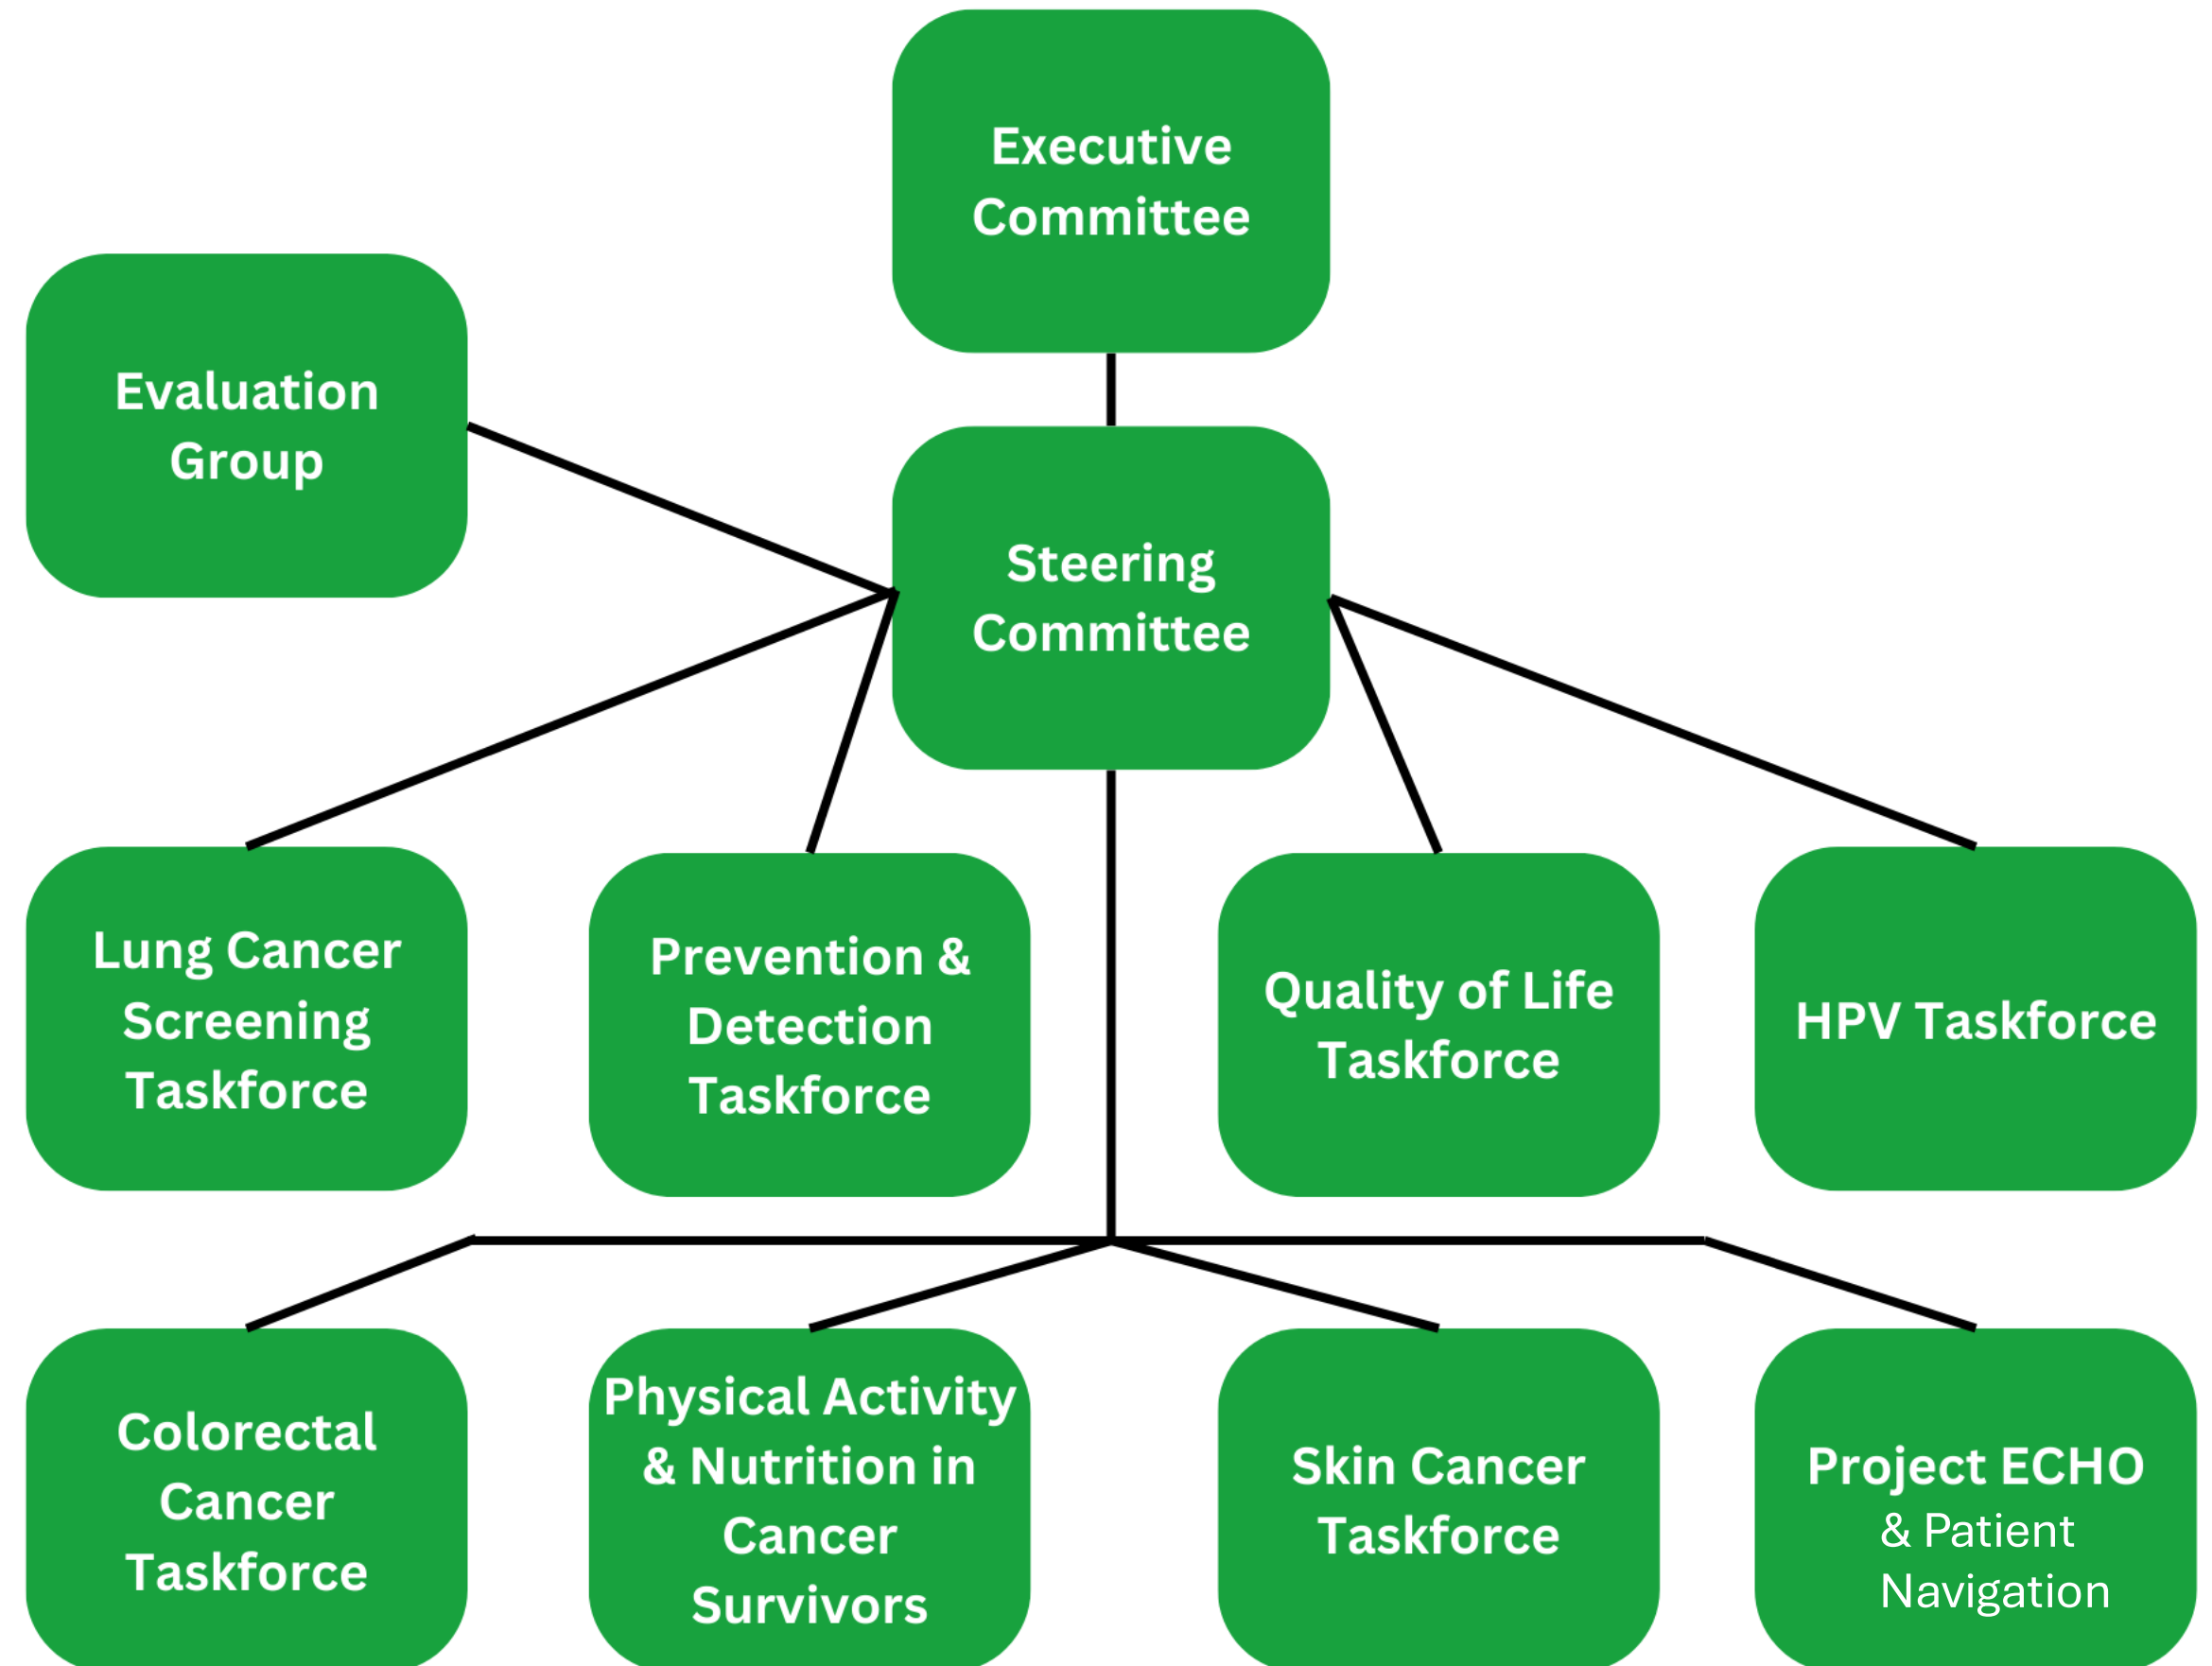 Executive
Committee
Evaluation
Group
Steering
Committee
Lung Cancer
Screening
Taskforce
Prevention &
Detection
Taskforce
Quality of Life
Taskforce
HPV Taskforce
Colorectal
Cancer
Taskforce
Physical Activity
& Nutrition in
Cancer
Survivors
Skin Cancer
Taskforce
Project ECHO
& Patient
Navigation